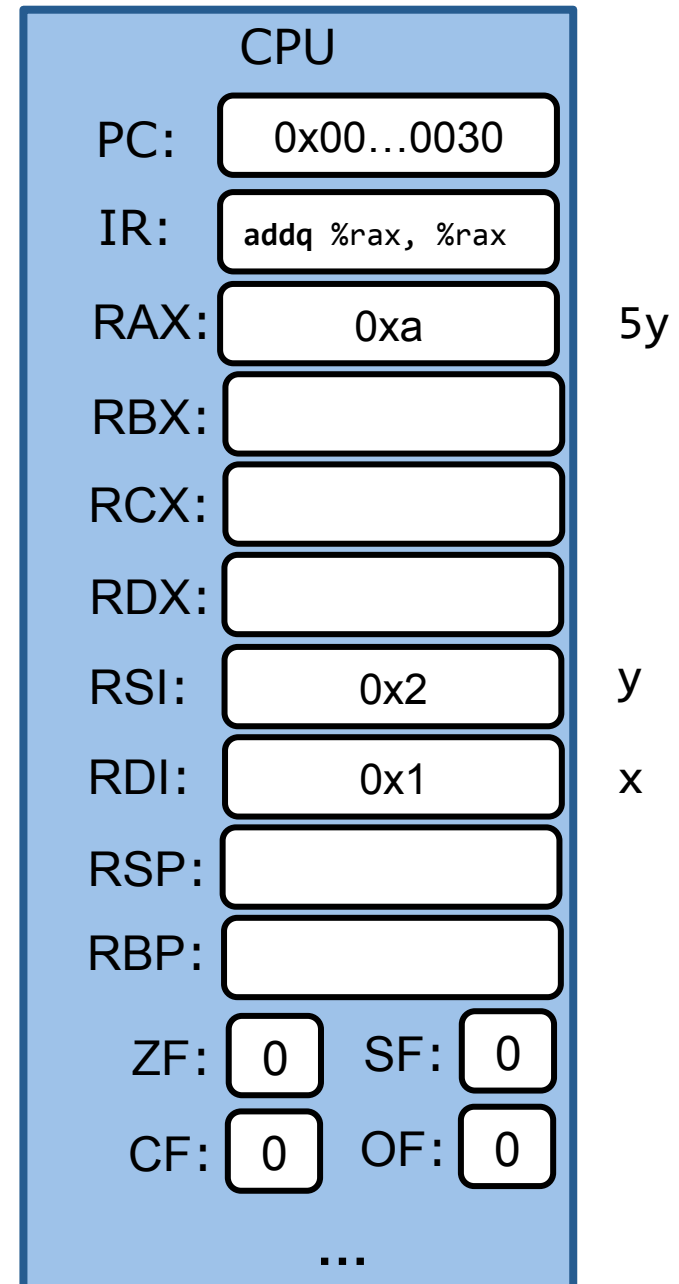 CPU
PC: 0x00...0030
IR: addq %rax, %rax
RAX: 0xa 5y
RBX:
RCX:
RDX:
RSI: 0x2 y
RDI: 0x1 x
RSP:
RBP:
ZF: 0 SF: 0
CF: 0 OF: 0
...